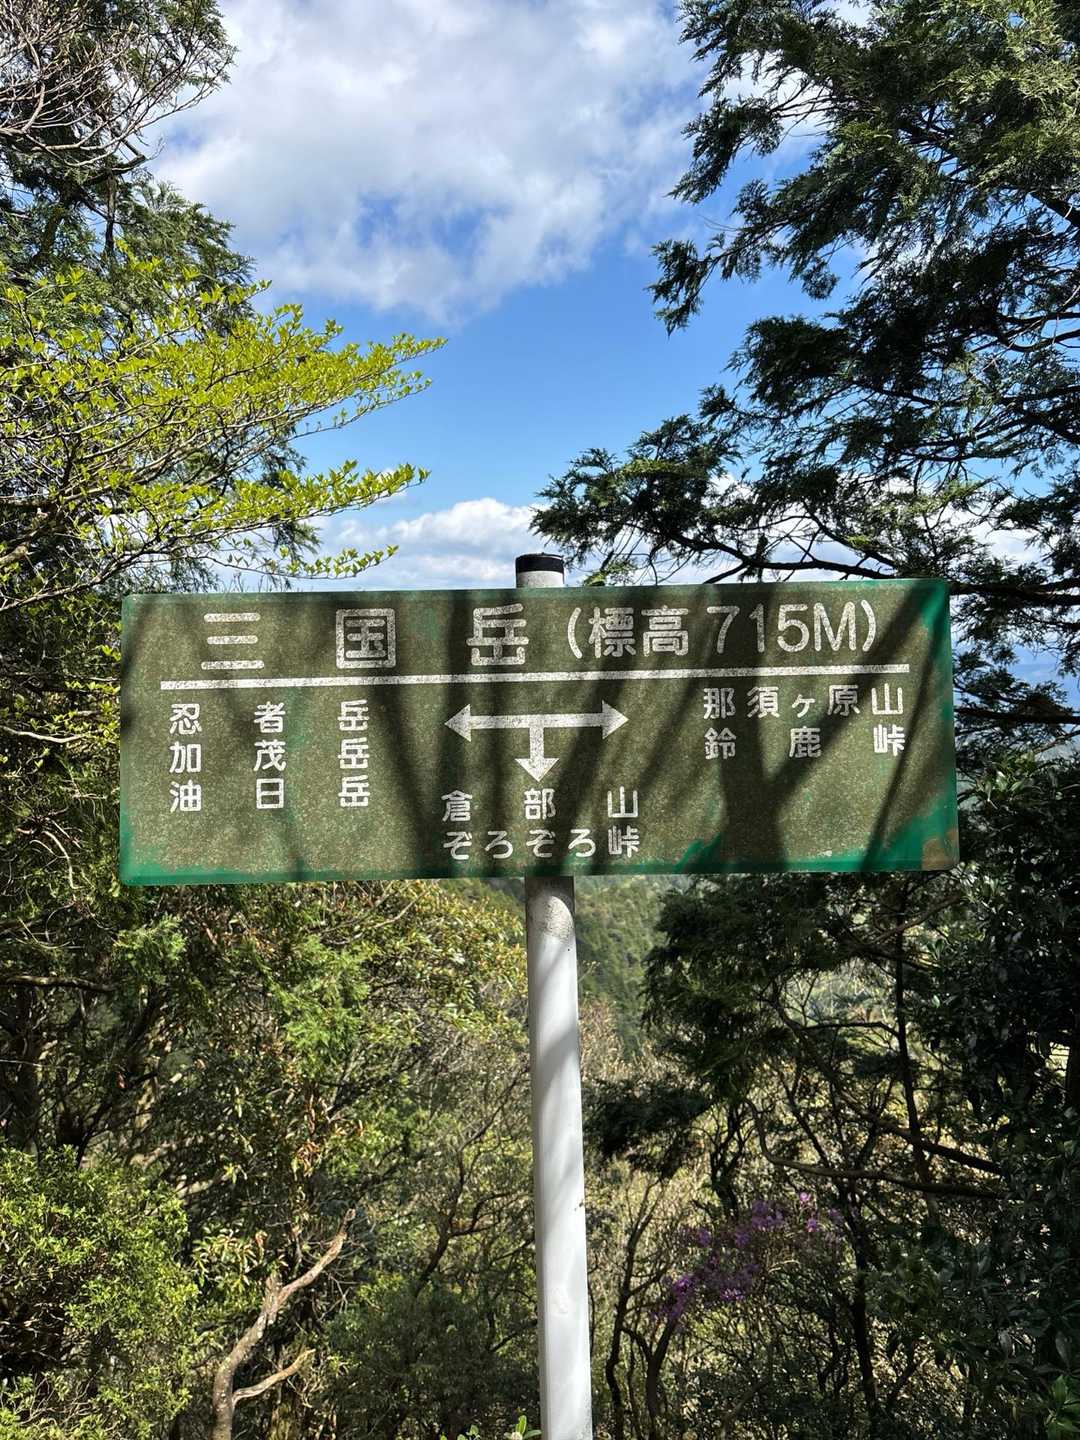 三国岳(標高715M)
忍者岳
加茂岳
油日岳
那須ヶ原山
鈴鹿峠
倉部山
ぞろぞろ峠